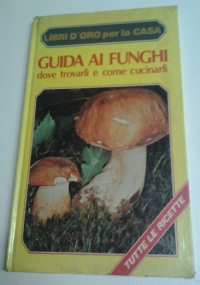 LIBRI D'ORO per la CASA
GUIDA AI FUNGHI
dove trovarli e come cucinarli
TUTTE LE RICETTE